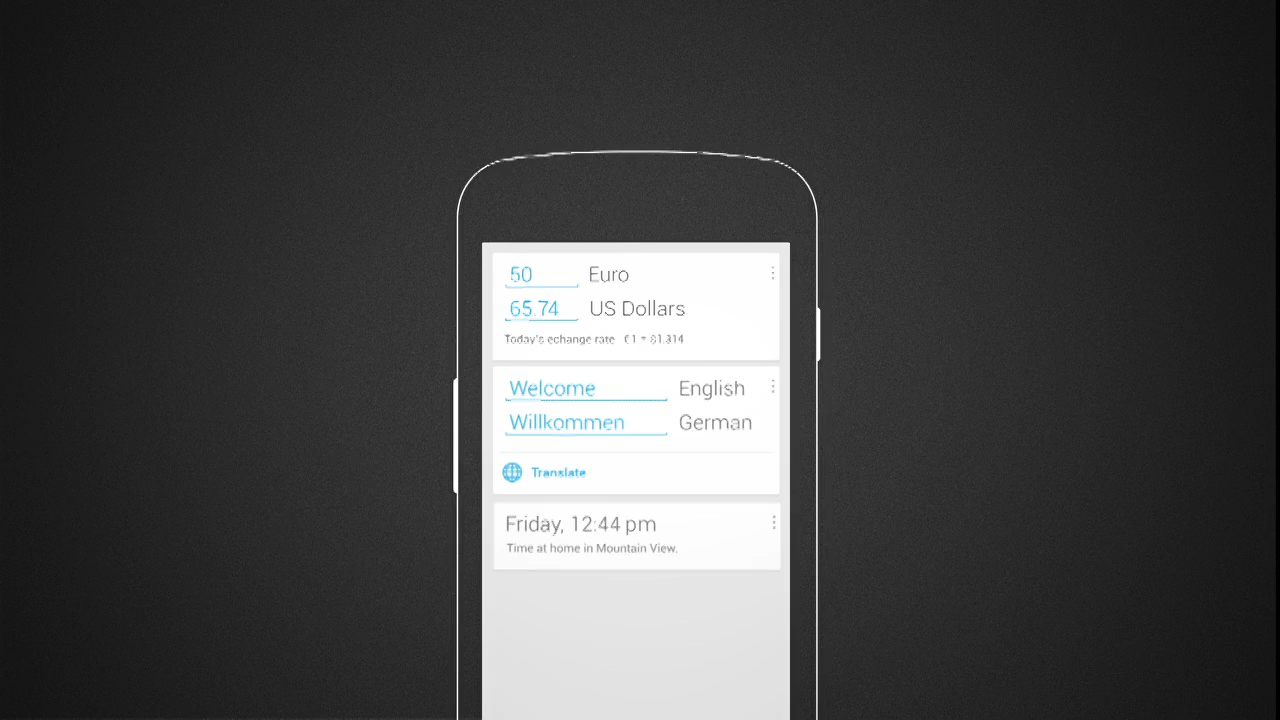 50 Euro
65.74 US Dollars
Today's echange rate €1 = $1.314
Welcome English
Willkommen German
Translate
Friday, 12:44 pm
Time at home in Mountain View.